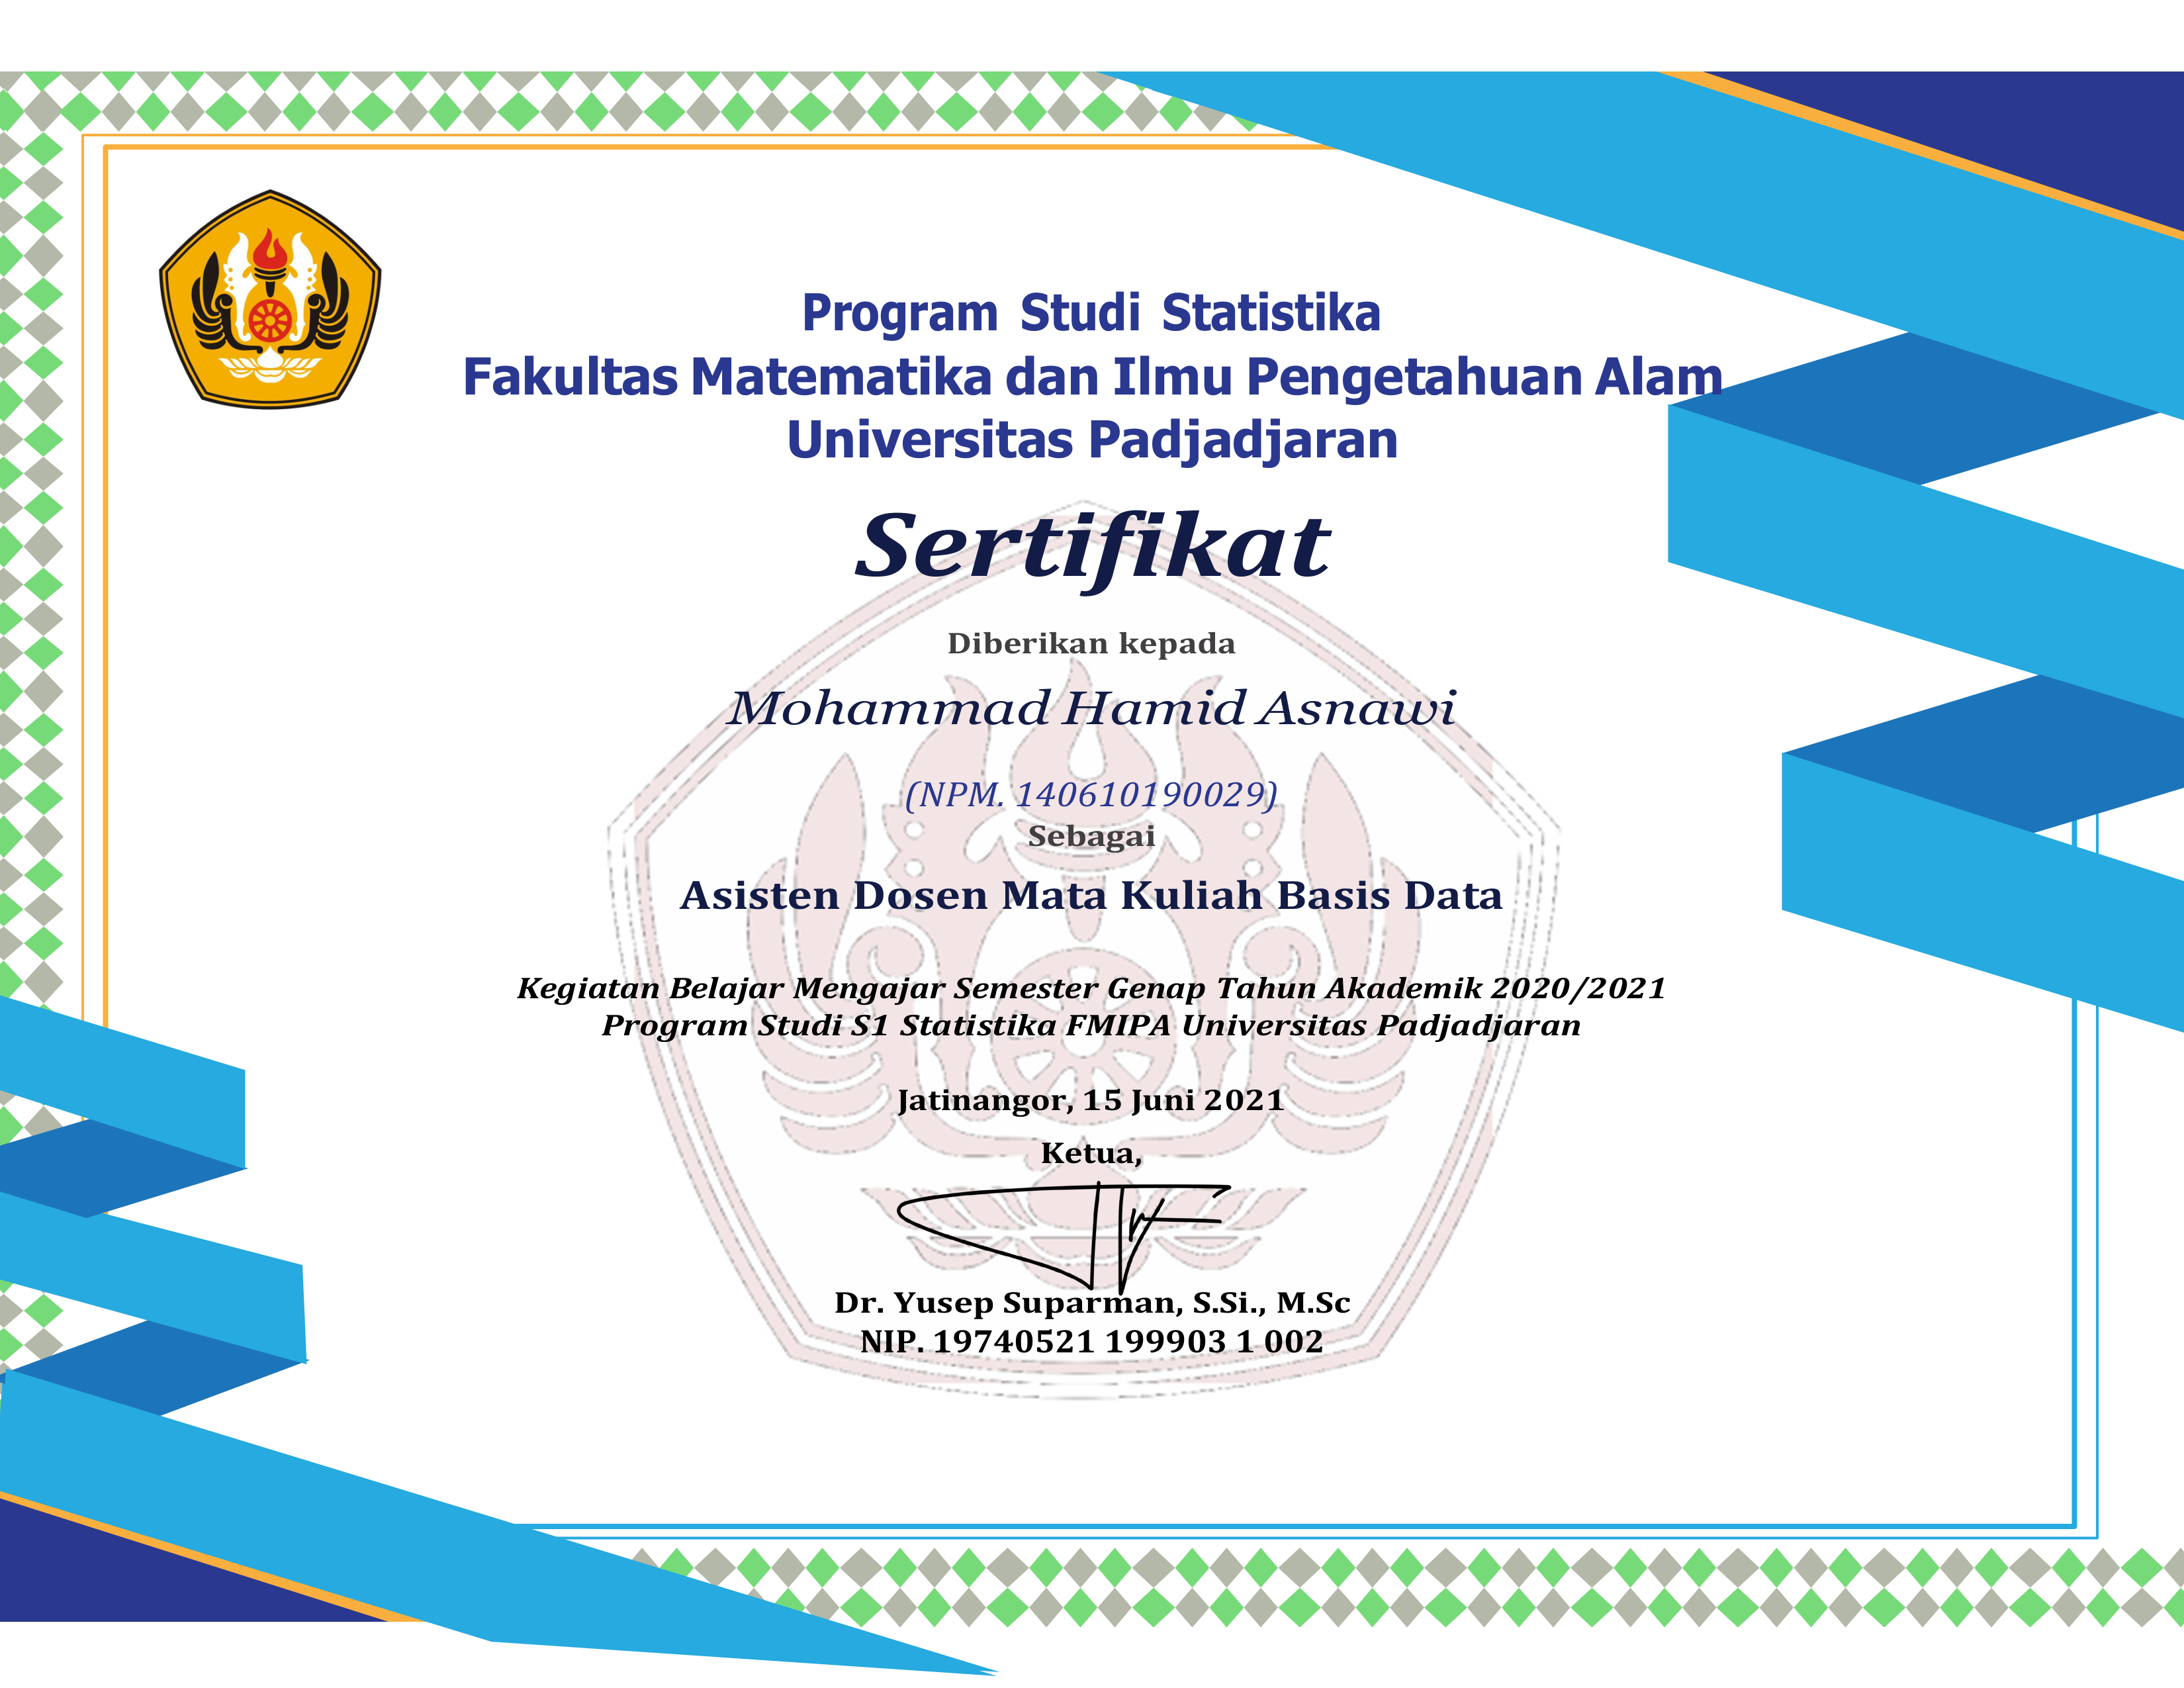 Program Studi Statistika
Fakultas Matematika dan Ilmu Pengetahuan Alam
Universitas Padjadjaran
Sertifikat
Diberikan kepada
Mohammad Hamid Asnawi
(NPM. 140610190029)
Sebagai
Asisten Dosen Mata Kuliah Basis Data
Kegiatan Belajar Mengajar Semester Genap Tahun Akademik 2020/2021
Program Studi S1 Statistika FMIPA Universitas Padjadjaran
Jatinangor, 15 Juni 2021
Ketua,
Dr. Yusep Suparman, S.Si., M.Sc
NIP. 19740521 199903 1 002